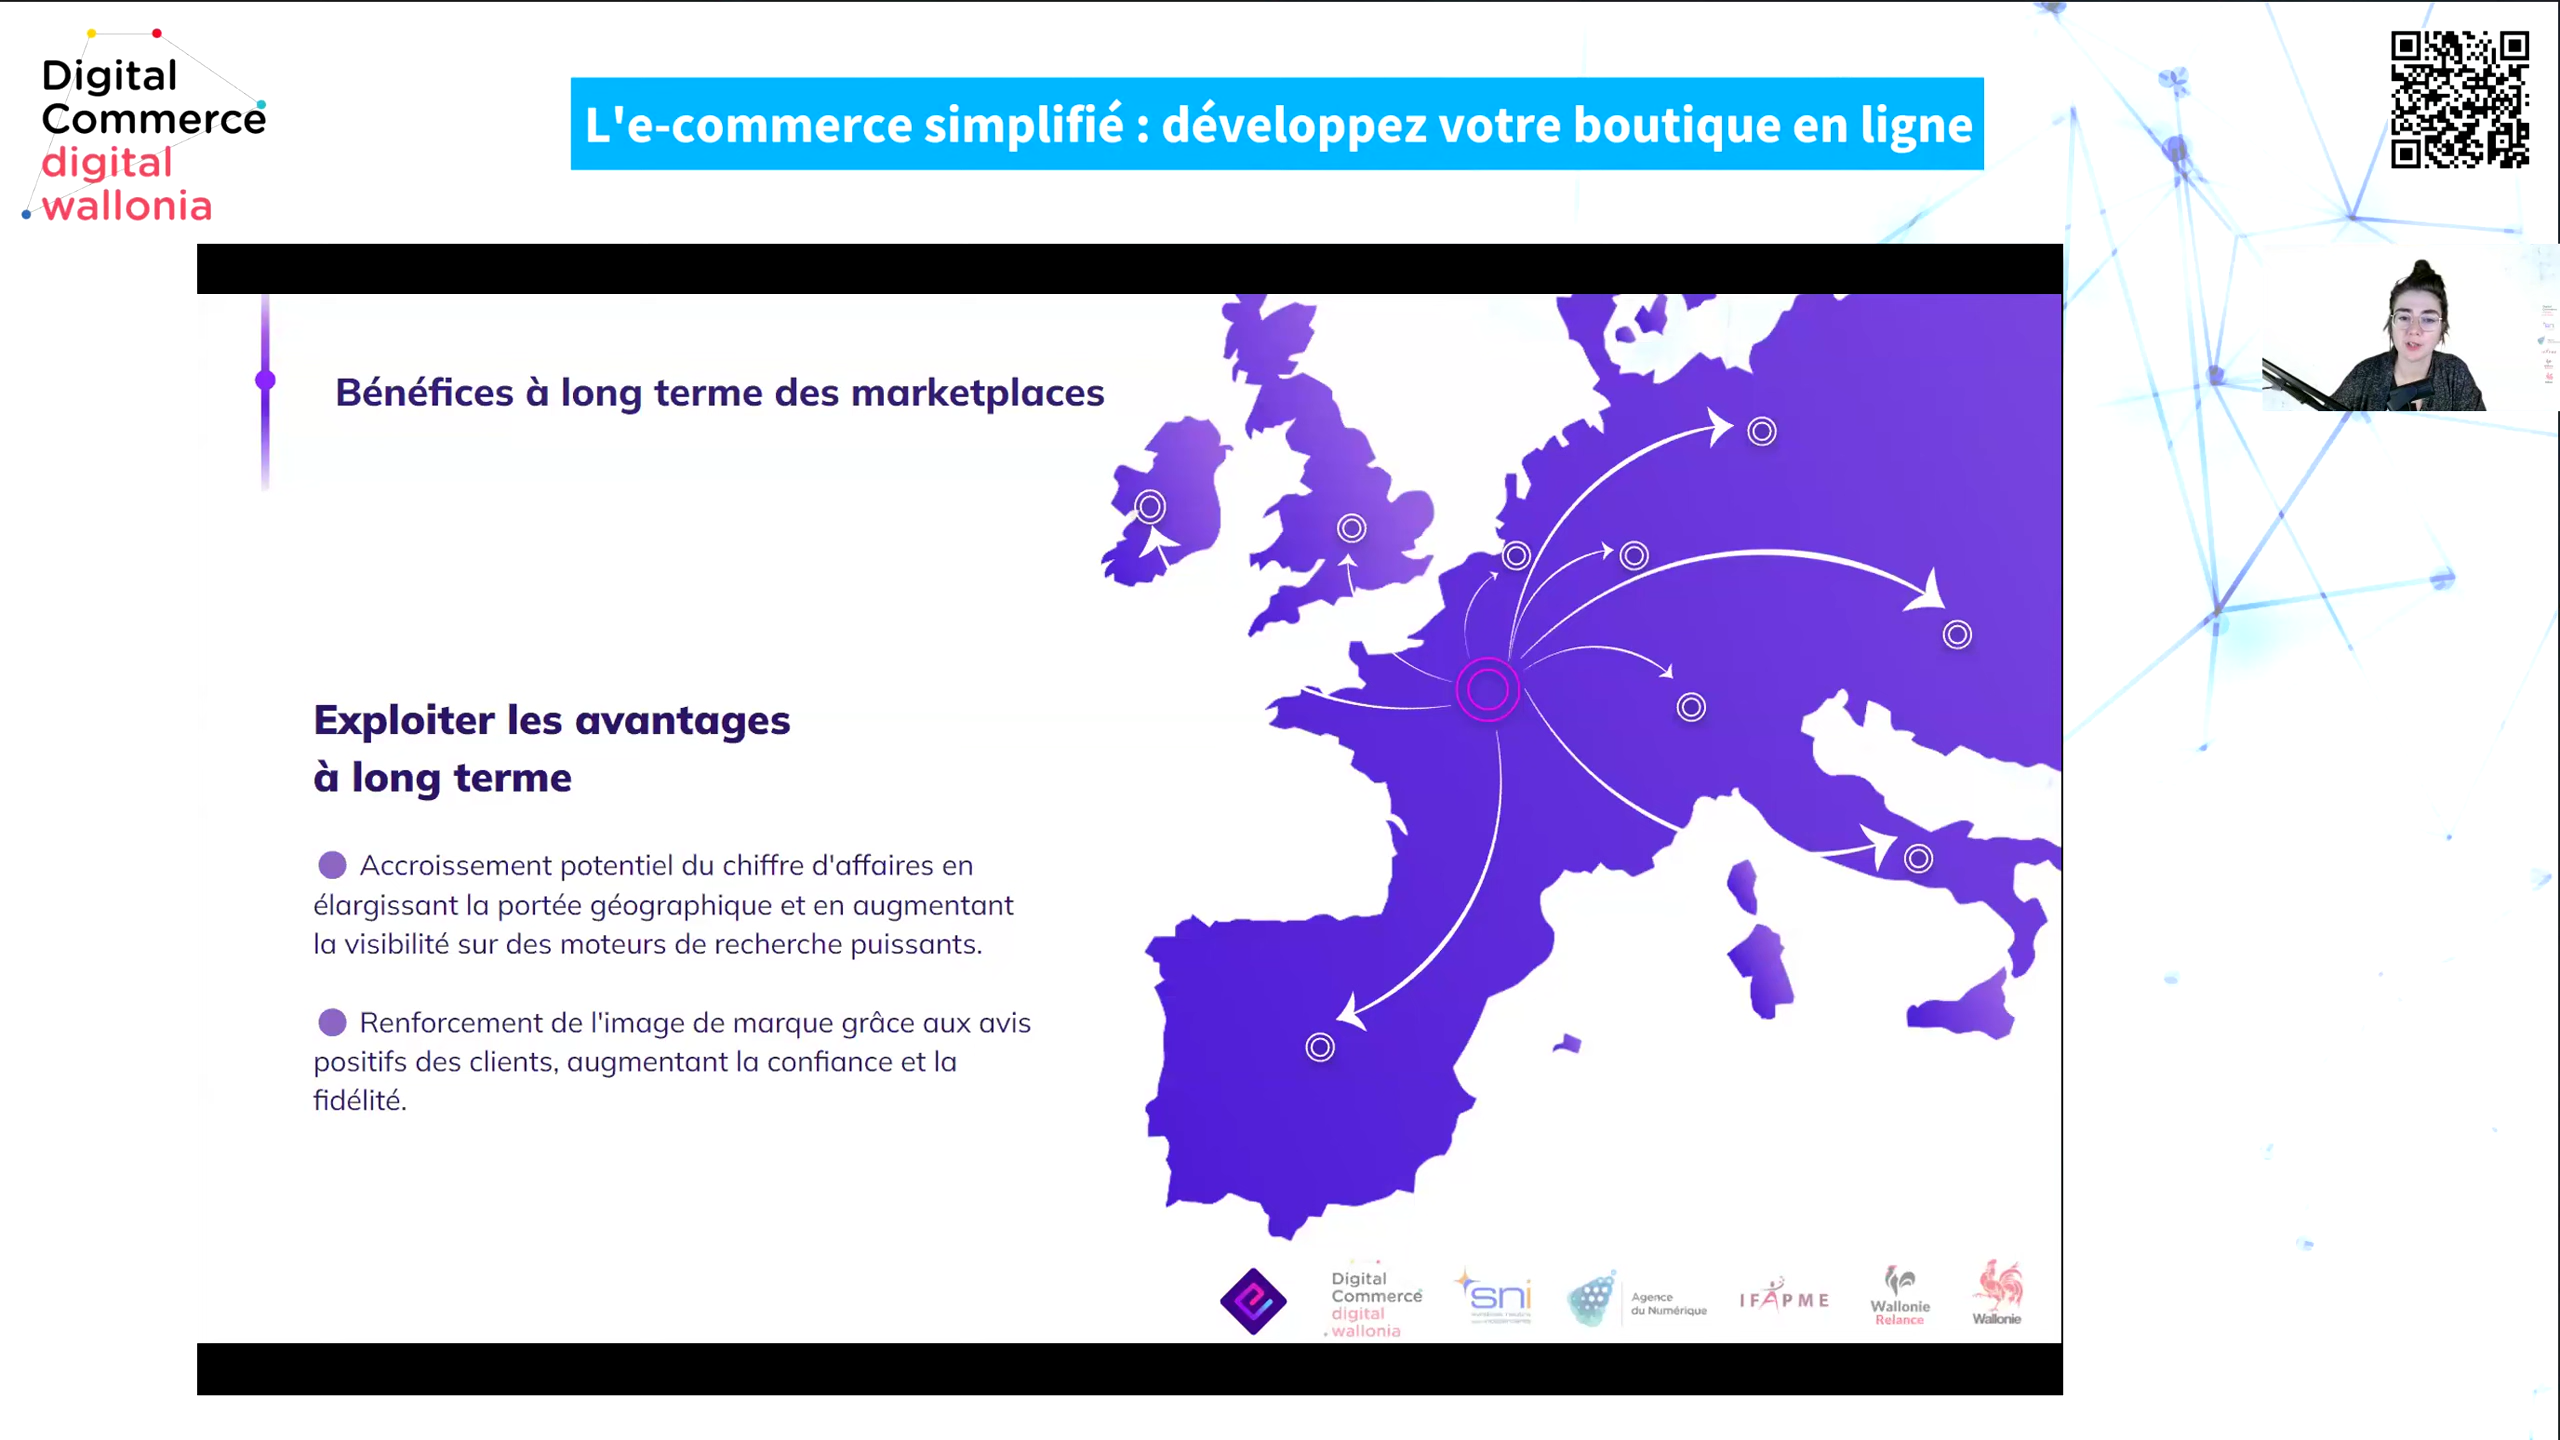 Digital
Commerce
digital
wallonia
L'e-commerce simplifié : développez votre boutique en ligne
Bénéfices à long terme des marketplaces
Exploiter les avantages
à long terme
Accroissement potentiel du chiffre d'affaires en
élargissant la portée géographique et en augmentant
la visibilité sur des moteurs de recherche puissants.
Renforcement de l'image de marque grâce aux avis
positifs des clients, augmentant la confiance et la
fidélité.
Digital
Commerce
digital
wallonia
sni
Agence
du Numérique
IFAPME
Wallonie
Relance
Wallonie